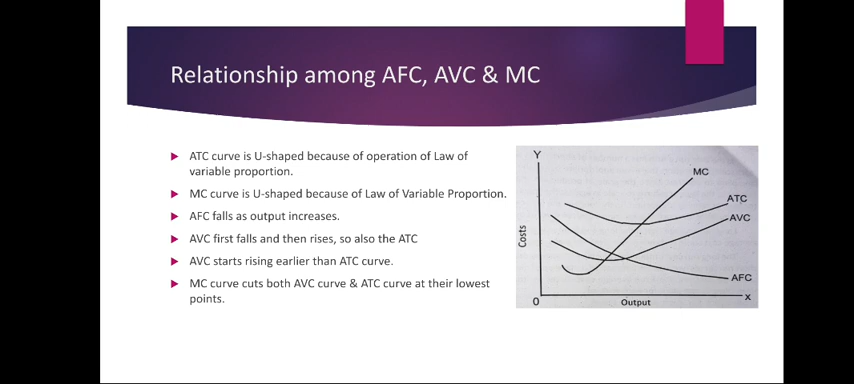 Relationship among AFC, AVC & MC
ATC curve is U-shaped because of operation of Law of
variable proportion.
MC curve is U-shaped because of Law of Variable Proportion.
AFC falls as output increases.
AVC first falls and then rises, so also the ATC
AVC starts rising earlier than ATC curve.
MC curve cuts both AVC curve & ATC curve at their lowest
points.
Y
MC
ATC
AVC
Costs
AFC
X
O
Output